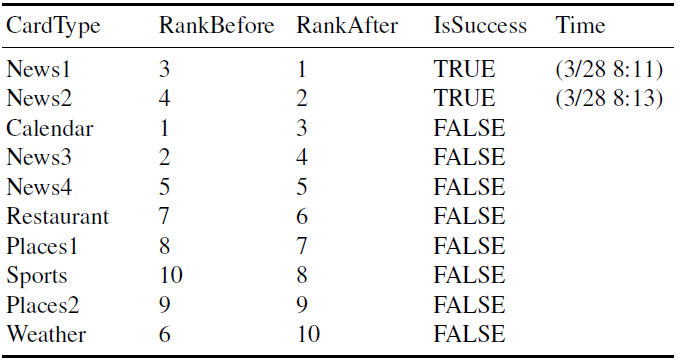 CardType RankBefore RankAfter IsSuccess Time
News1 3 1 TRUE (3/28 8:11)
News2 4 2 TRUE (3/28 8:13)
Calendar 1 3 FALSE
News3 2 4 FALSE
News4 5 5 FALSE
Restaurant 7 6 FALSE
Places1 8 7 FALSE
Sports 10 8 FALSE
Places2 9 9 FALSE
Weather 6 10 FALSE